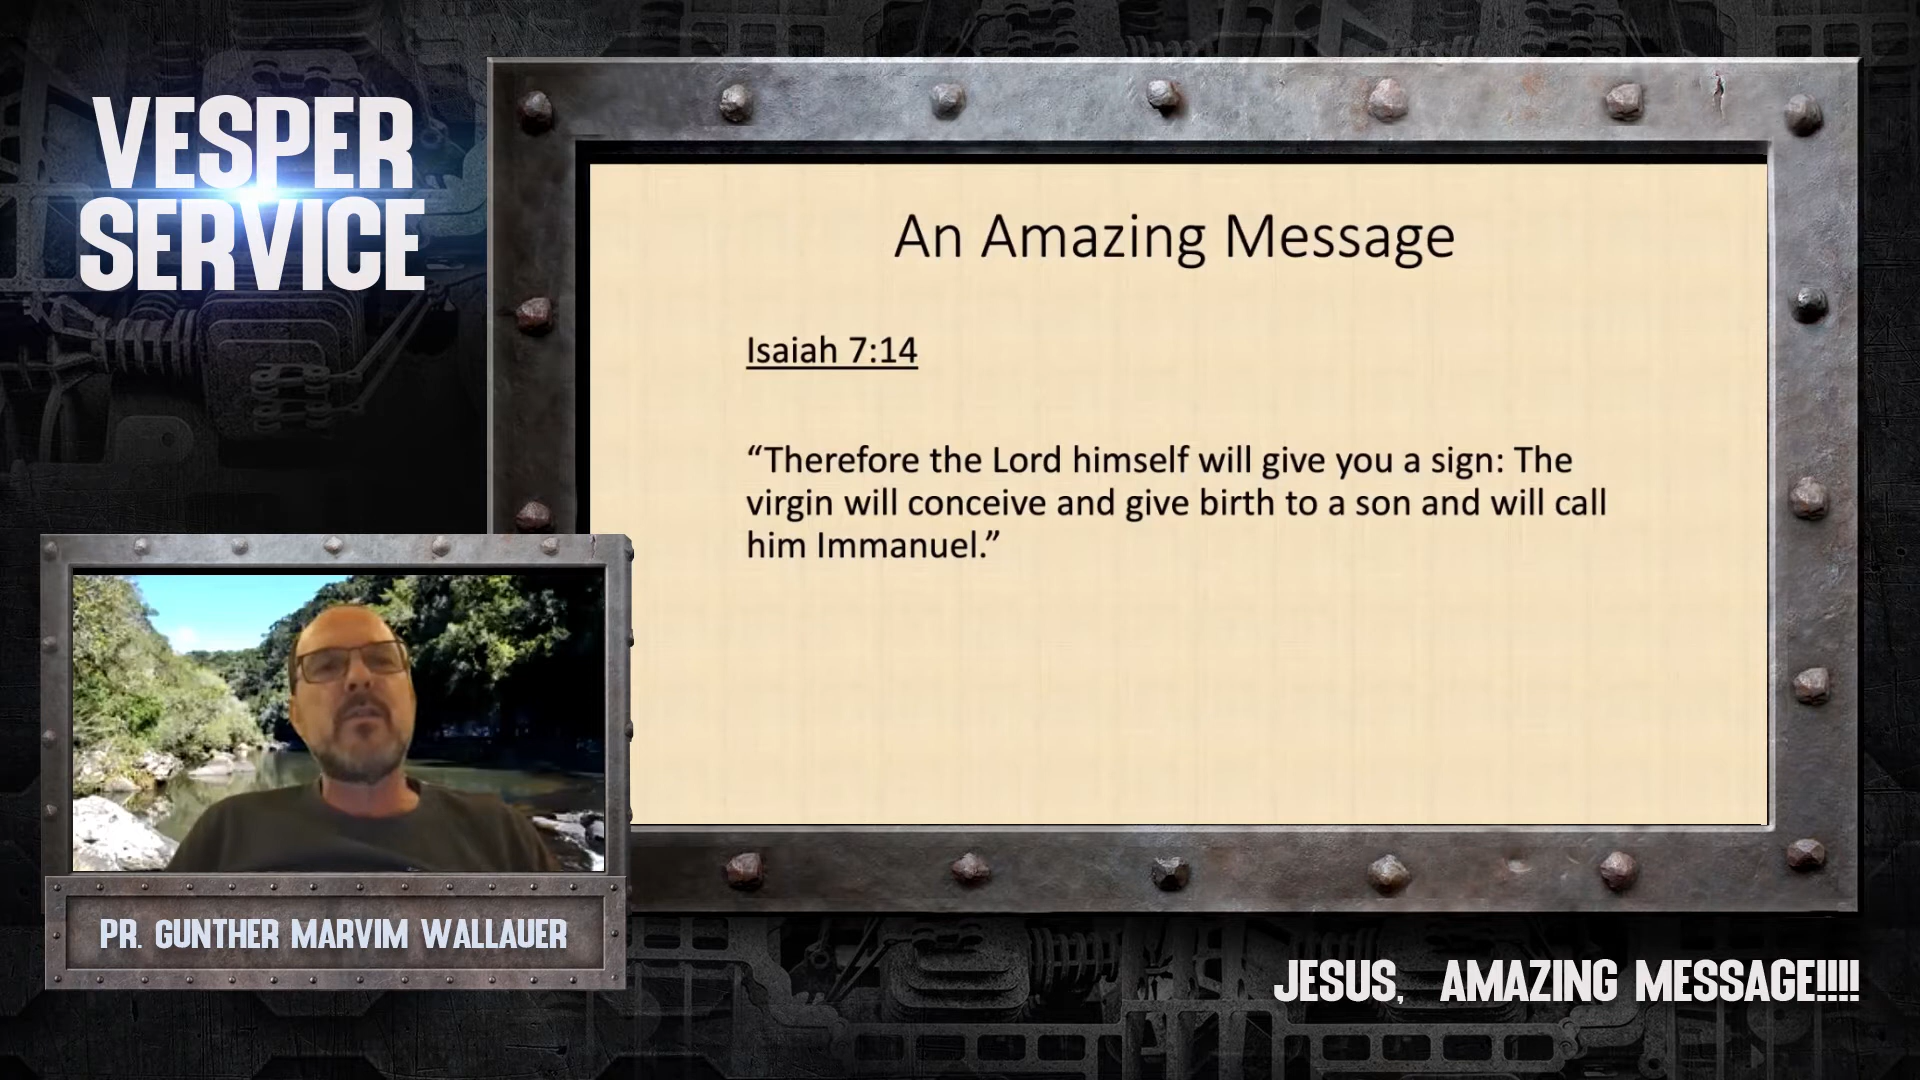 VESPER
SERVICE
An Amazing Message
Isaiah 7:14
“Therefore the Lord himself will give you a sign: The
virgin will conceive and give birth to a son and will call
him Immanuel.”
PR. GUNTHER MARVIM WALLAUER
JESUS, AMAZING MESSAGE!!!!